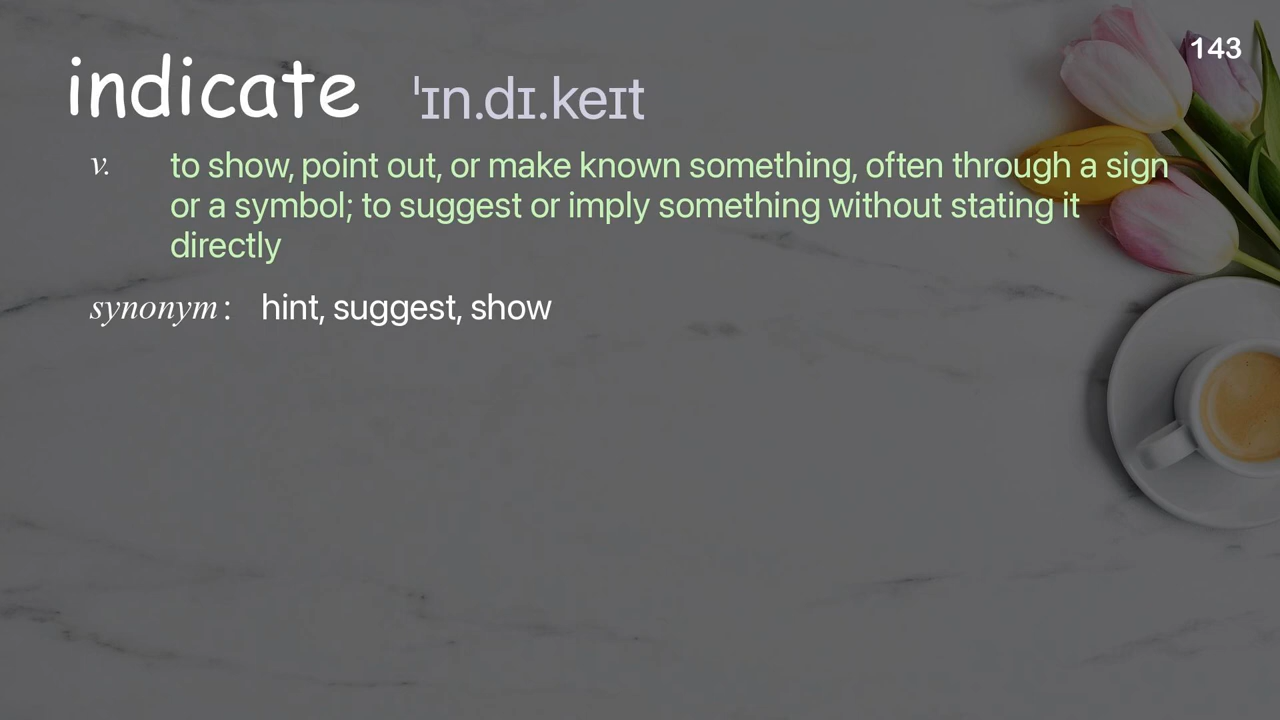 143
indicate ˈɪn.dɪ.keɪt
v. to show, point out, or make known something, often through a sign
or a symbol; to suggest or imply something without stating it
directly
synonym : hint, suggest, show